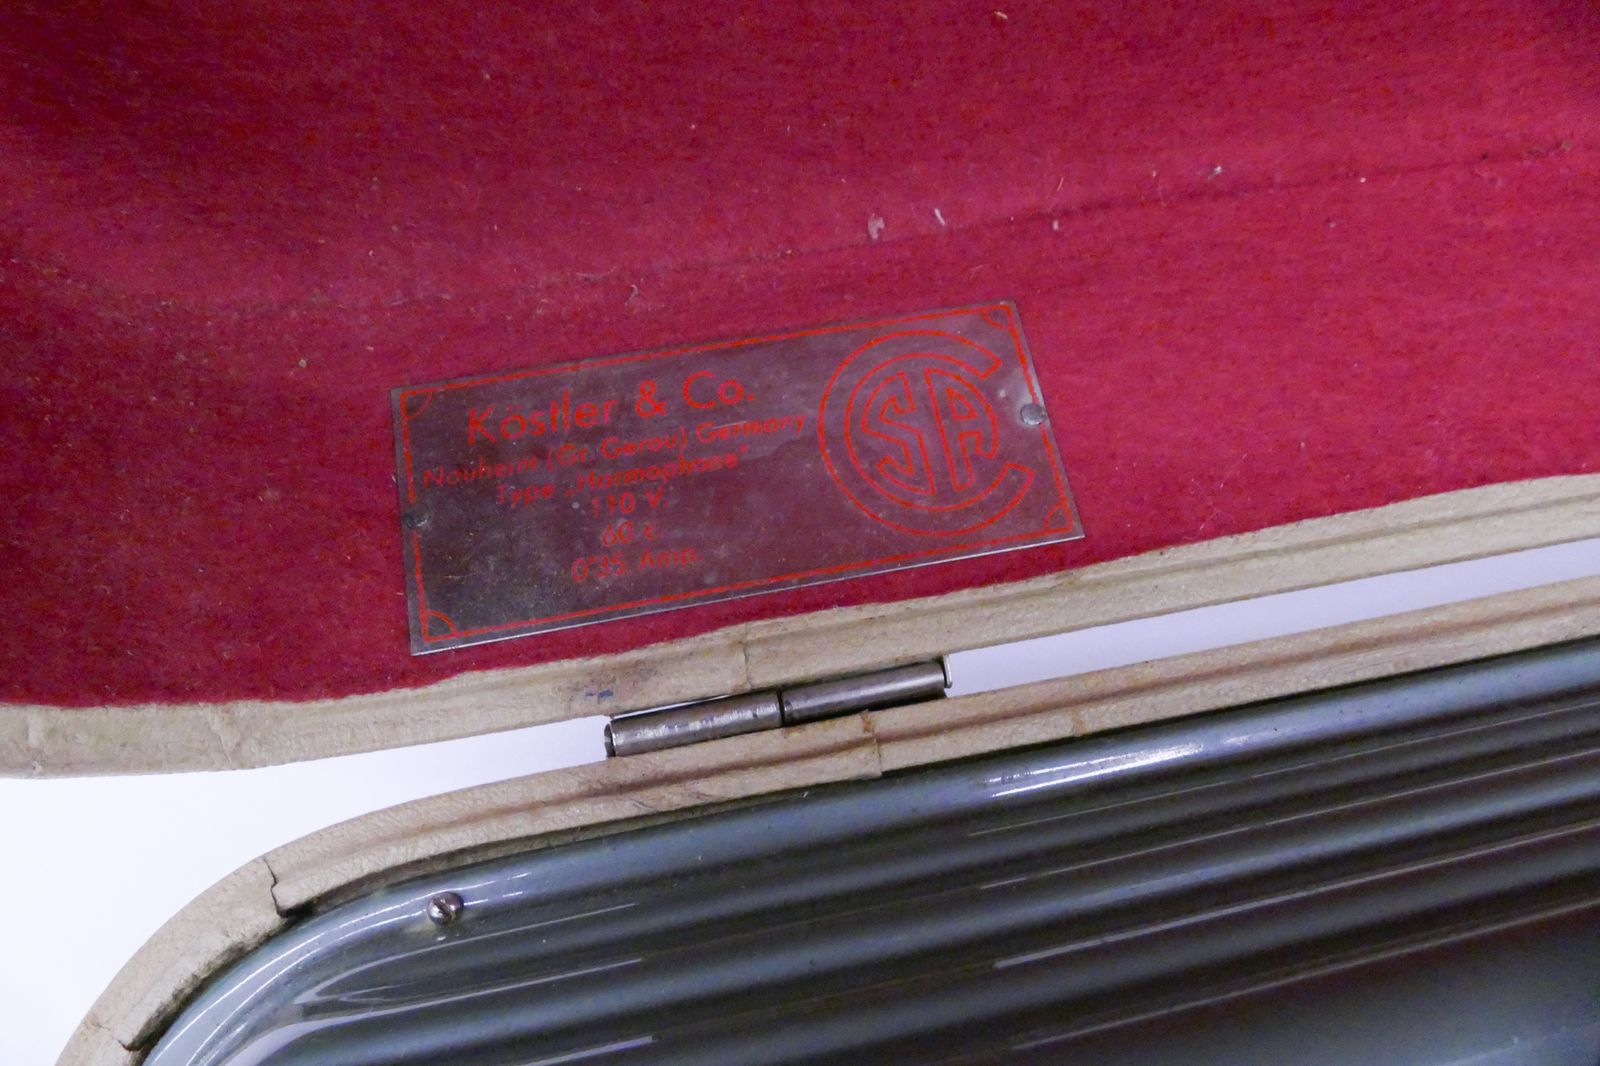 Köstler & Co.
Nauheim (Gr. Gerau) Germany
Type „Harmophone"
110 V
60 c.
0'35 Amp.
CSA